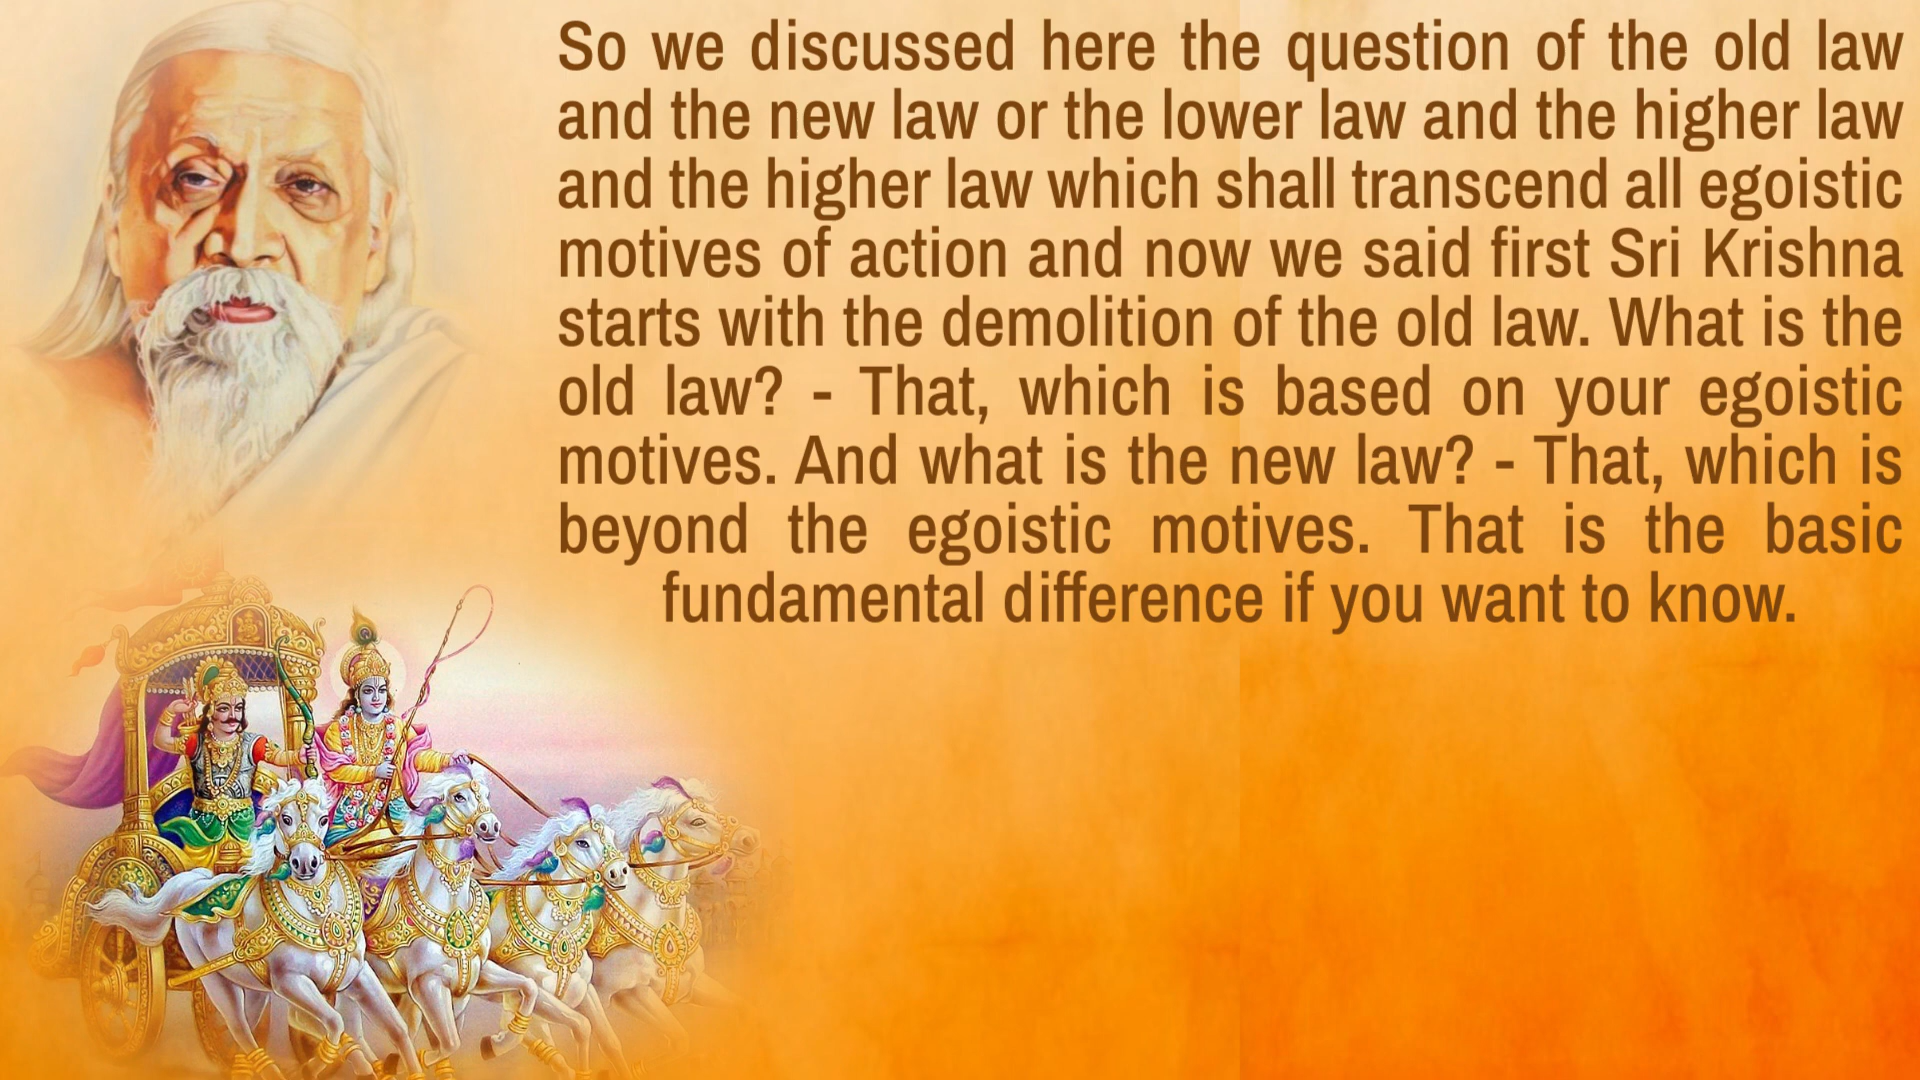 So we discussed here the question of the old law
and the new law or the lower law and the higher law
and the higher law which shall transcend all egoistic
motives of action and now we said first Sri Krishna
starts with the demolition of the old law. What is the
old law? - That, which is based on your egoistic
motives. And what is the new law? - That, which is
beyond the egoistic motives. That is the basic
fundamental difference if you want to know.